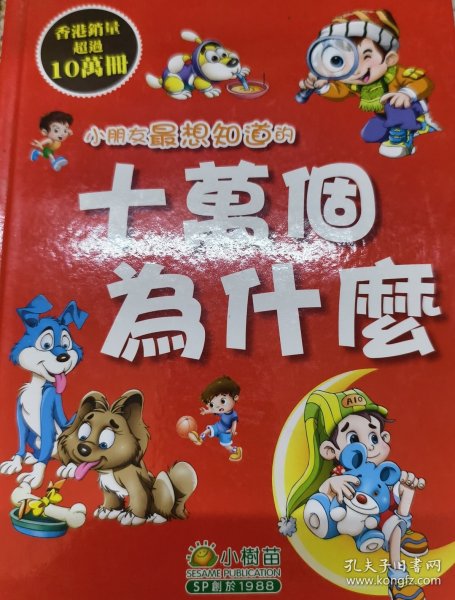 香港銷量
超過
10萬冊
小朋友最想知道的
十萬個
為什麼
A10
小樹苗
SESAME PUBLICATION
SP創於1988
孔夫子旧书网
www.kongfz.com